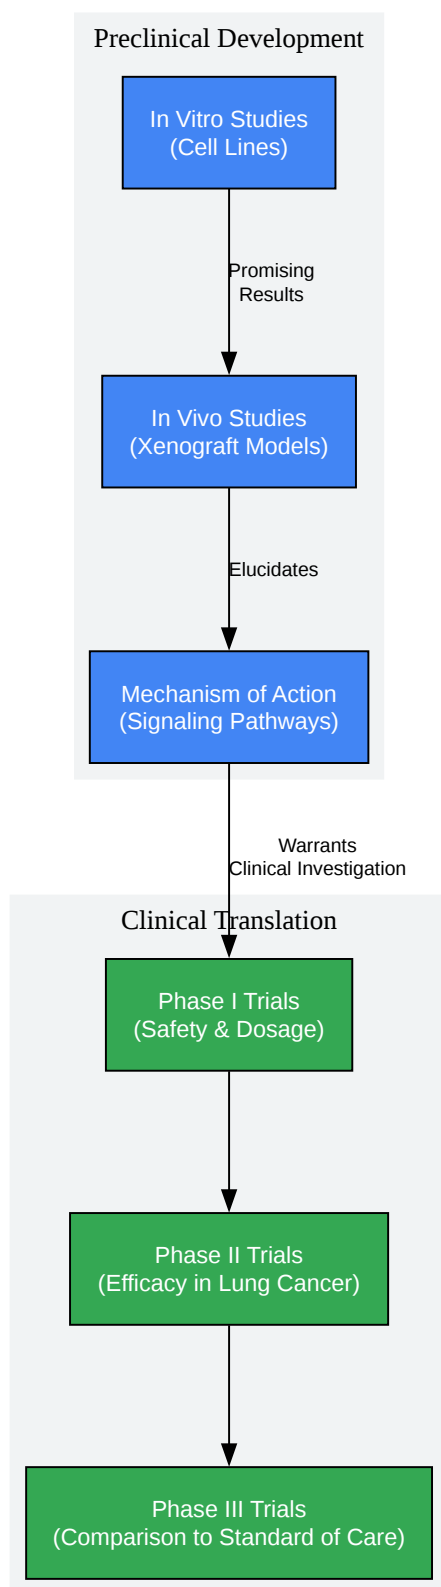 Preclinical Development
In Vitro Studies
(Cell Lines)
Promising
Results
In Vivo Studies
(Xenograft Models)
Elucidates
Mechanism of Action
(Signaling Pathways)
Warrants
Clinical Investigation
Clinical Translation
Phase I Trials
(Safety & Dosage)
Phase II Trials
(Efficacy in Lung Cancer)
Phase III Trials
(Comparison to Standard of Care)